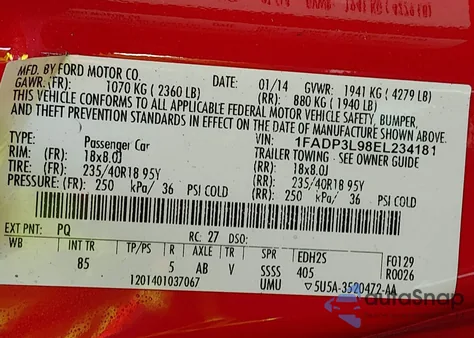 MFD. BY FORD MOTOR CO. DATE: 01/14 GVWR: 1941 KG ( 4279 LB)
GAWR: (FR): 1070 KG ( 2360 LB) (RR): 880 KG ( 1940 LB)
THIS VEHICLE CONFORMS TO ALL APPLICABLE FEDERAL MOTOR VEHICLE SAFETY, BUMPER,
AND THEFT PREVENTION STANDARDS IN EFFECT ON THE DATE OF MANUFACTURE SHOWN ABOVE.
VIN: 1FADP3L98EL234181
TYPE: Passenger Car TRAILER TOWING - SEE OWNER GUIDE
RIM: 18x8.0J 18x8.0J
TIRE: 235/40R18 95Y 235/40R18 95Y
PRESSURE: (FR): 250 kPa/ 36 PSI COLD (RR): 250 kPa/ 36 PSI COLD
EXT PNT: PQ RC: 27 DSO:
WB INT TR TP/PS R AXLE TR SPR EDH2S F0129
85 5 AB V SSSS 405 R0026
1201401037067 UMU ▽5U5A-3520472-AA
autoSnap